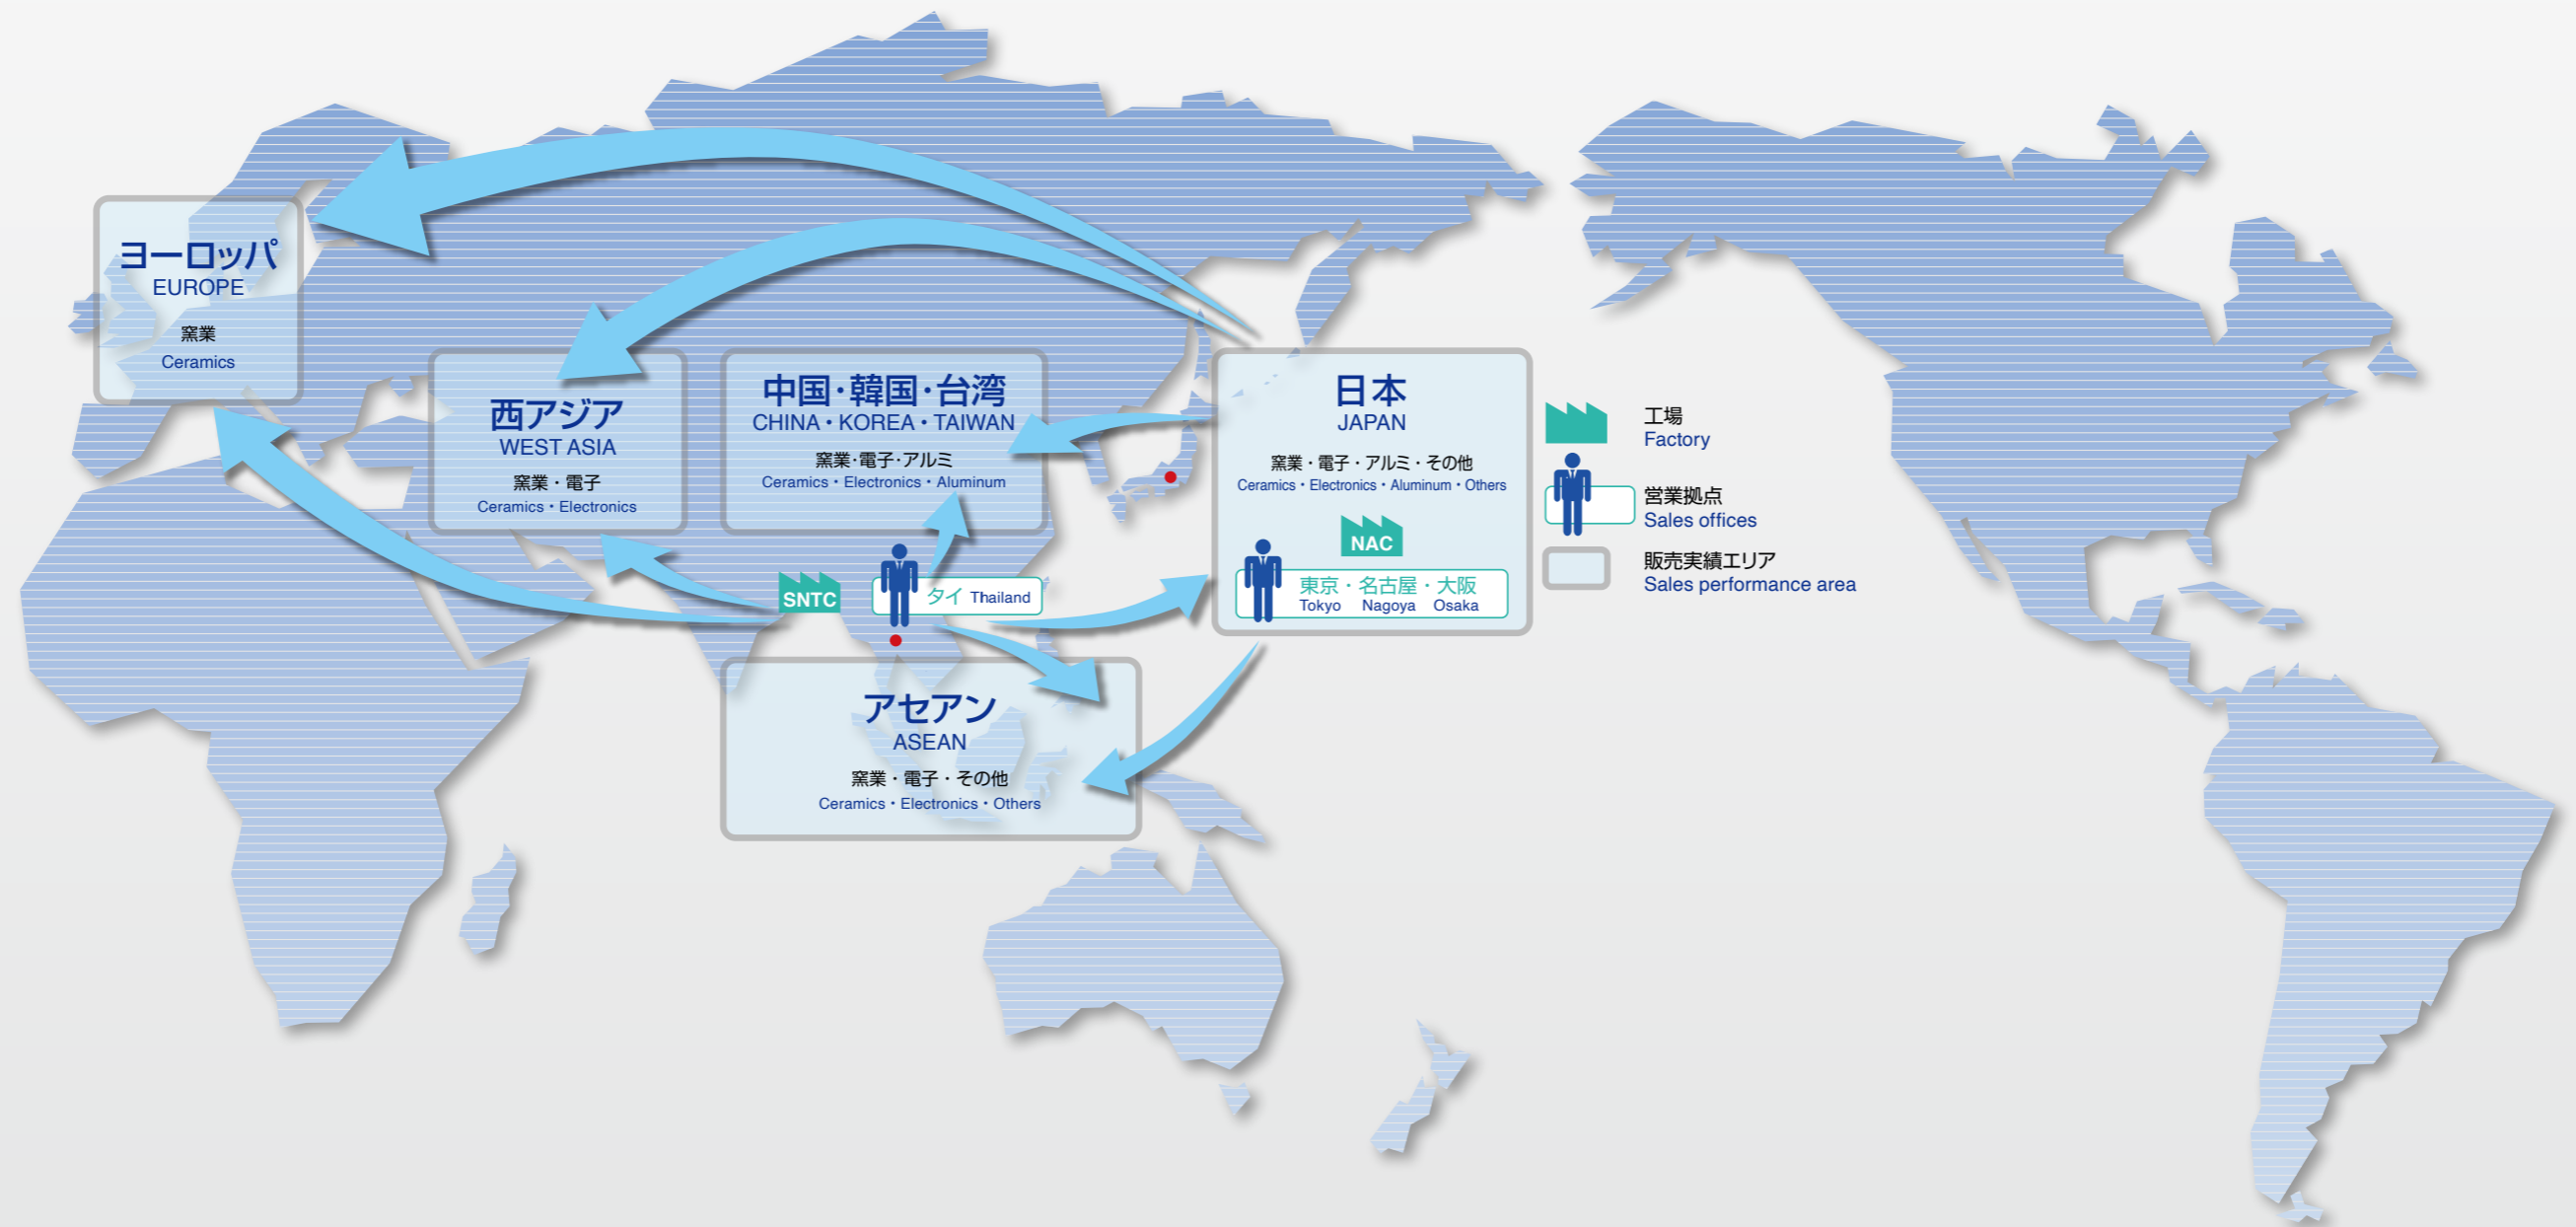 ヨーロッパ
EUROPE
窯業
Ceramics
西アジア
WEST ASIA
窯業・電子
Ceramics・Electronics
中国・韓国・台湾
CHINA・KOREA・TAIWAN
窯業・電子・アルミ
Ceramics・Electronics・Aluminum
日本
JAPAN
窯業・電子・アルミ・その他
Ceramics・Electronics・Aluminum・Others
NAC
東京・名古屋・大阪
Tokyo Nagoya Osaka
SNTC
タイ Thailand
アセアン
ASEAN
窯業・電子・その他
Ceramics・Electronics・Others
工場
Factory
営業拠点
Sales offices
販売実績エリア
Sales performance area